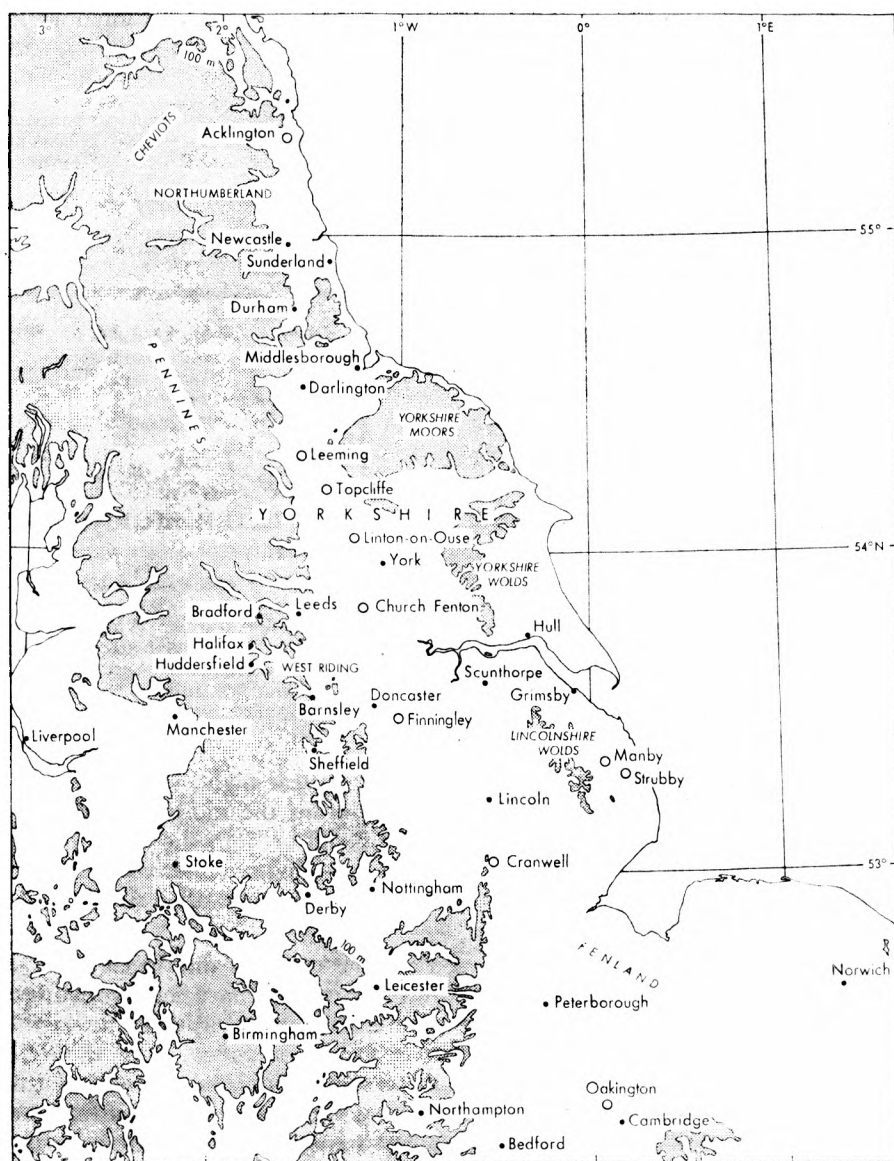 3°
2°
1°W
0°
1°E
100 m
Acklington
CHEVIOTS
NORTHUMBERLAND
Newcastle
55°
Sunderland
Durham
PENNINES
Middlesborough
Darlington
YORKSHIRE
MOORS
Leeming
Topcliffe
YORKSHIRE
Linton-on-Ouse
54°N
York
YORKSHIRE
WOLDS
Bradford
Leeds
Church Fenton
Hull
Halifax
Huddersfield
WEST RIDING
Scunthorpe
Barnsley
Doncaster
Grimsby
Manchester
Finningley
Liverpool
LINCOLNSHIRE
WOLDS
Sheffield
Manby
Strubby
Lincoln
Stoke
Cranwell
53°
Nottingham
Derby
100 m
FENLAND
Norwich
Leicester
Peterborough
Birmingham
Oakington
Northampton
Cambridge
Bedford